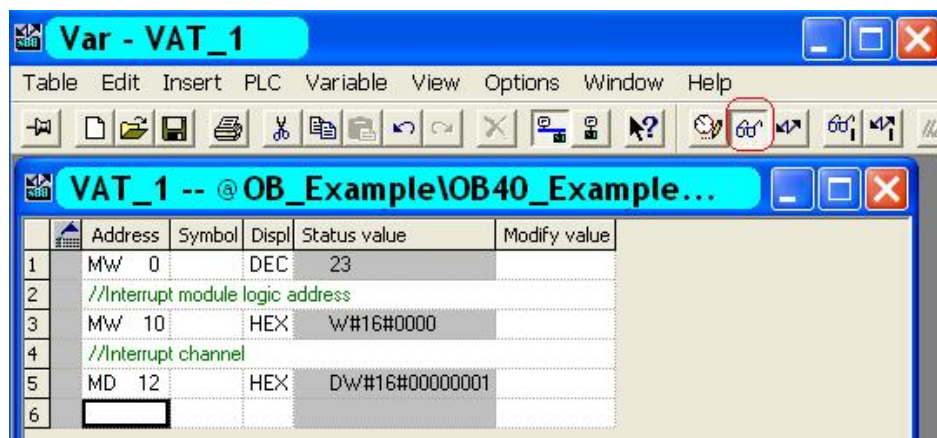 Var - VAT_1
Table Edit Insert PLC Variable View Options Window Help
VAT_1 -- @OB_Example\OB40_Example...
Address Symbol Displ Status value Modify value
1 MW 0 DEC 23
2 //Interrupt module logic address
3 MW 10 HEX W#16#0000
4 //Interrupt channel
5 MD 12 HEX DW#16#00000001
6